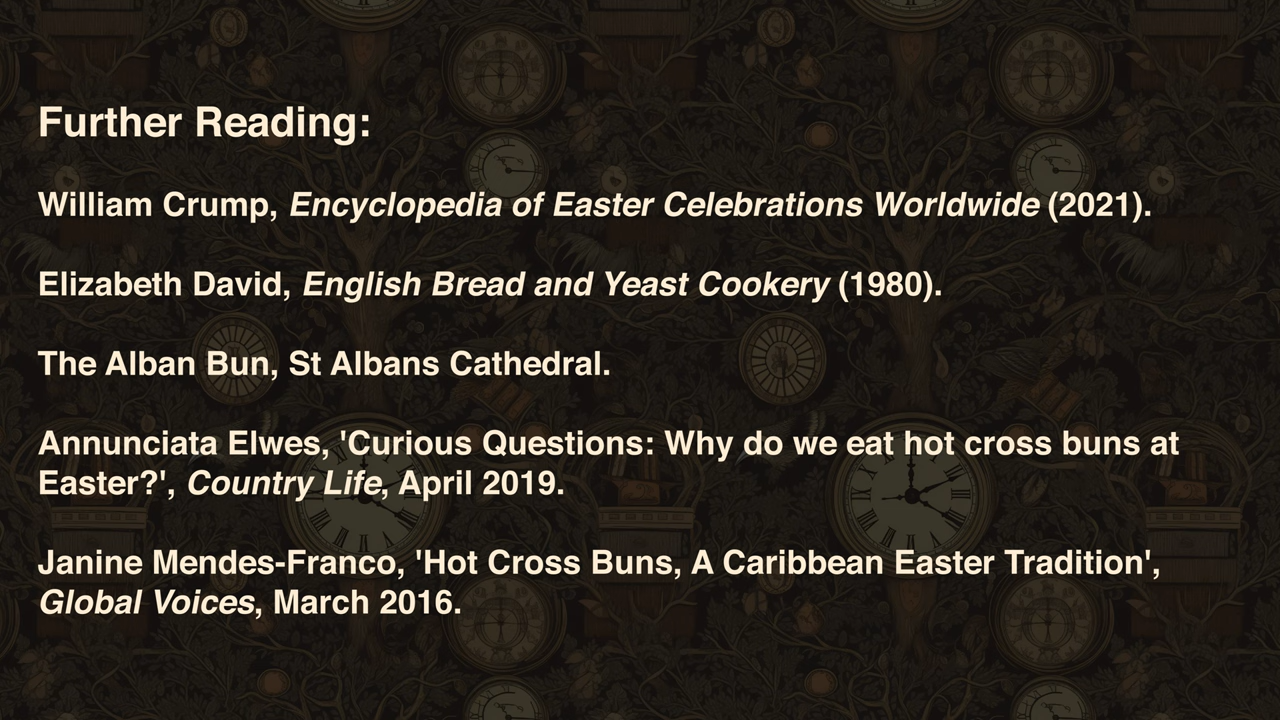 Further Reading:
William Crump, Encyclopedia of Easter Celebrations Worldwide (2021).
Elizabeth David, English Bread and Yeast Cookery (1980).
The Alban Bun, St Albans Cathedral.
Annunciata Elwes, 'Curious Questions: Why do we eat hot cross buns at
Easter?', Country Life, April 2019.
Janine Mendes-Franco, 'Hot Cross Buns, A Caribbean Easter Tradition',
Global Voices, March 2016.